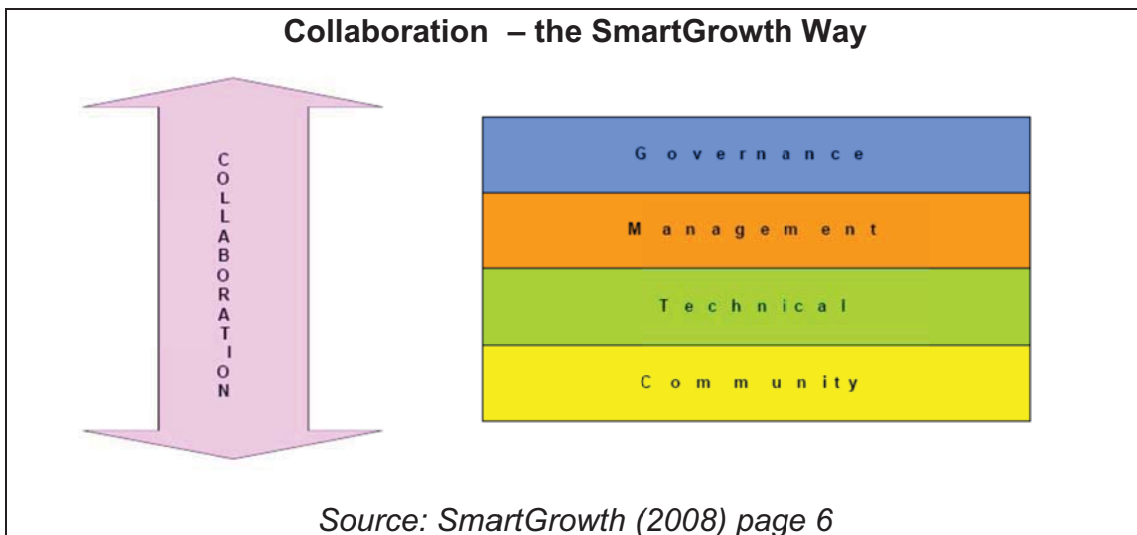 Collaboration – the SmartGrowth Way
COLLABORATION
Governance
Management
Technical
Community
Source: SmartGrowth (2008) page 6